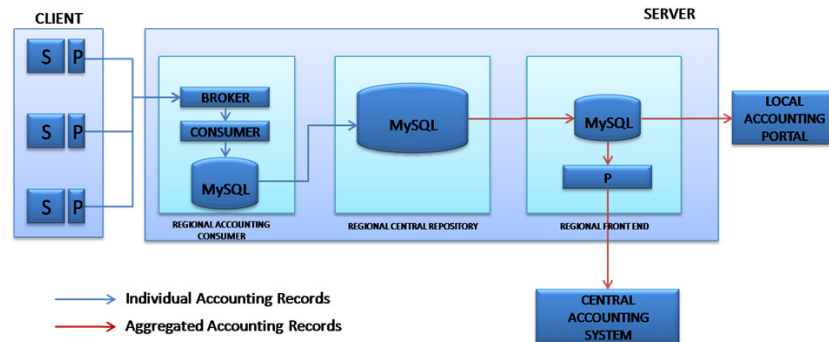 CLIENT
SERVER
S P
S P
S P
BROKER
CONSUMER
MySQL
REGIONAL ACCOUNTING
CONSUMER
MySQL
REGIONAL CENTRAL REPOSITORY
MySQL
P
REGIONAL FRONT END
LOCAL
ACCOUNTING
PORTAL
CENTRAL
ACCOUNTING
SYSTEM
Individual Accounting Records
Aggregated Accounting Records